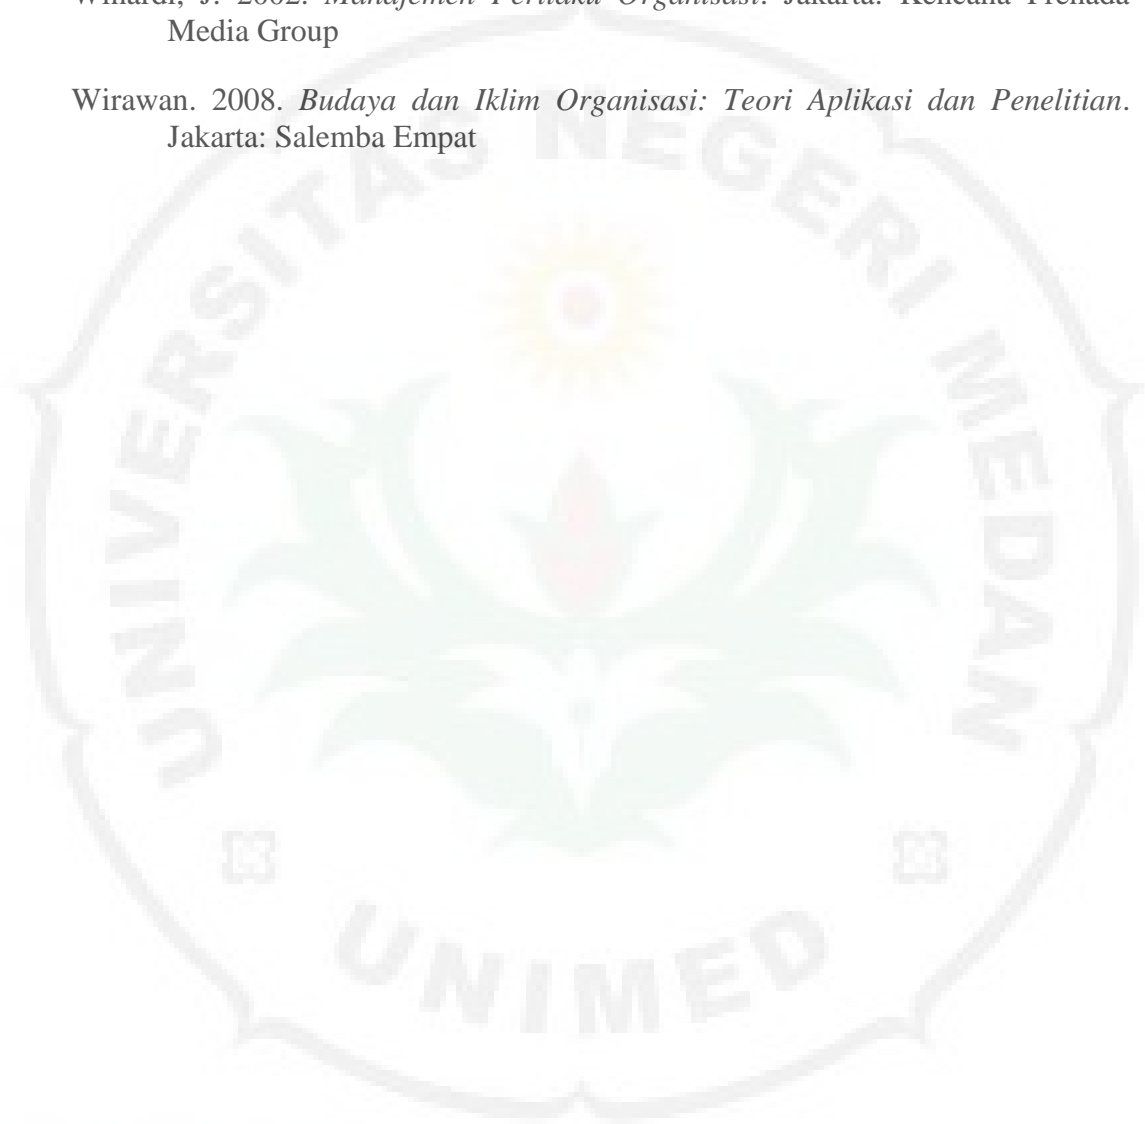 Winardi, J. 2002. Manajemen Perilaku Organisasi. Jakarta: Kencana Prenada
Media Group
Wirawan. 2008. Budaya dan Iklim Organisasi: Teori Aplikasi dan Penelitian.
Jakarta: Salemba Empat
UNIVERSITAS NEGERI MEDAN
UNIMED